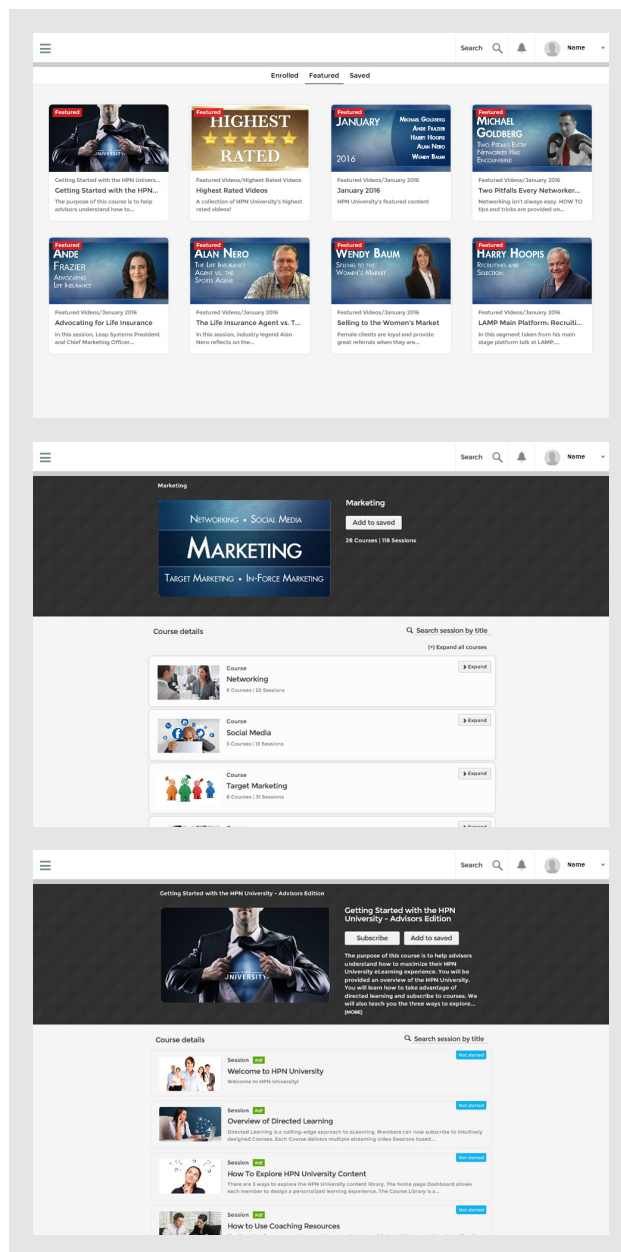 Search
Name
Enrolled Featured Saved
Featured
UNIVERSITY
Getting Started with the HPN Univers...
Getting Started with the HPN...
The purpose of this course is to help
advisors understand how to...
Featured
HIGHEST
RATED
Featured Videos/Highest Rated Videos
Highest Rated Videos
A collection of HPN University's highest
rated videos!
Featured
JANUARY
2016
MICHAEL GOLDBERG
ANDE FRAZIER
HARRY HOOPIS
ALAN NERO
WENDY BAUM
Featured Videos/January 2016
January 2016
HPN University's featured content
Featured
MICHAEL
GOLDBERG
TWO PITFALLS EVERY
NETWORKER HAS
ENCOUNTERED
Featured Videos/January 2016
Two Pitfalls Every Networker...
Networking isn't always easy. HOW TO
tips and tricks are provided on...
Featured
ANDE
FRAZIER
ADVOCATING
LIFE INSURANCE
Featured Videos/January 2016
Advocating for Life Insurance
In this session, Leap Systems President
and Chief Marketing Officer...
Featured
ALAN NERO
THE LIFE INSURANCE
AGENT VS. THE
SPORTS AGENT
Featured Videos/January 2016
The Life Insurance Agent vs. T...
In this session, industry legend Alan
Nero reflects on the...
Featured
WENDY BAUM
SELLING TO THE
WOMEN'S MARKET
Featured Videos/January 2016
Selling to the Women's Market
Female clients are loyal and provide
great referrals when they are...
Featured
HARRY HOOPIS
RECRUITING AND
SELECTION
Featured Videos/January 2016
LAMP Main Platform: Recruiti...
In this segment taken from his main
stage platform talk at LAMP,...
Search
Name
Marketing
NETWORKING • SOCIAL MEDIA
MARKETING
TARGET MARKETING • IN-FORCE MARKETING
Marketing
Add to saved
28 Courses | 118 Sessions
Course details
Search session by title
(+) Expand all courses
Course
Expand
Networking
6 Courses | 25 Sessions
Course
Expand
Social Media
5 Courses | 15 Sessions
Course
Expand
Target Marketing
8 Courses | 31 Sessions
Search
Name
Getting Started with the HPN University - Advisors Edition
UNIVERSITY
Getting Started with the HPN
University - Advisors Edition
Subscribe Add to saved
The purpose of this course is to help advisors
understand how to maximize their HPN
University eLearning experience. You will be
provided an overview of the HPN University.
You will learn how to take advantage of
directed learning and subscribe to courses. We
will also teach you the three ways to explore...
[MORE]
Course details
Search session by title
Session Pdf
Not started
Welcome to HPN University
Welcome to HPN University!
Session Pdf
Not started
Overview of Directed Learning
Directed Learning is a cutting-edge approach to eLearning. Members can now subscribe to intuitively
designed Courses. Each Course delivers multiple streaming video Sessions based...
Session Pdf
Not started
How To Explore HPN University Content
There are 3 ways to explore the HPN University content library. The home page Dashboard allows
each member to design a personalized learning experience. The Course Library is a...
Session Pdf
Not started
How to Use Coaching Resources